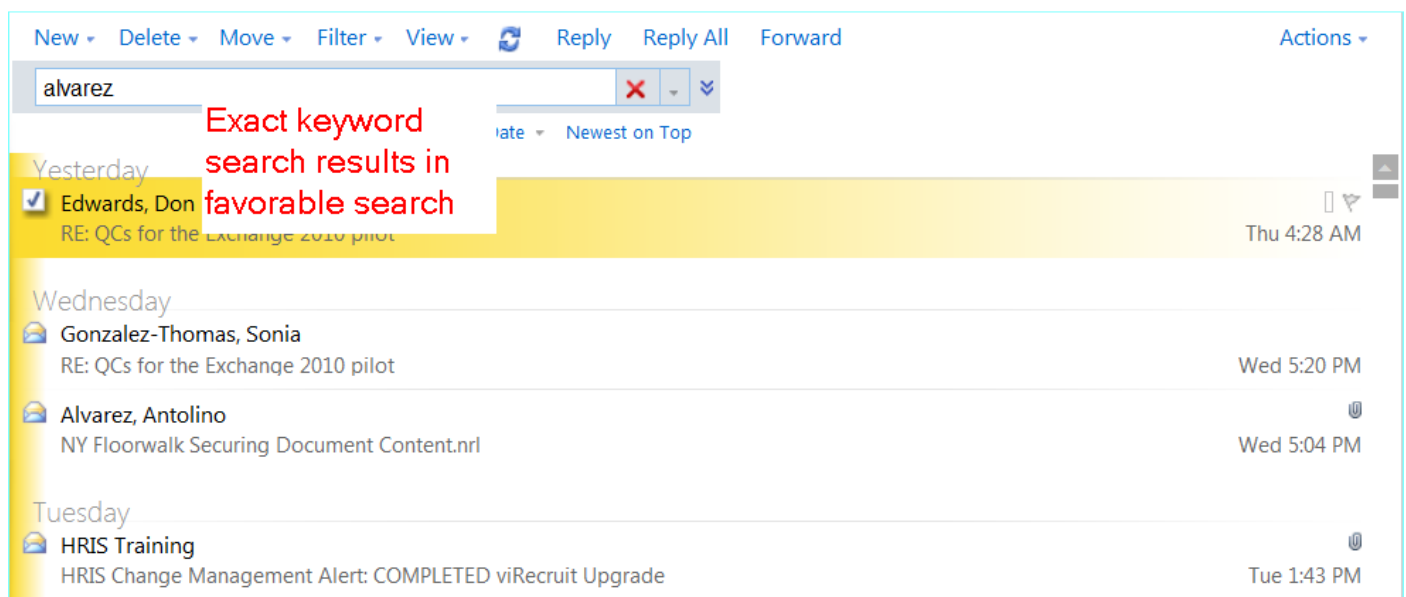 New Delete Move Filter View Reply Reply All Forward Actions
alvarez
Exact keyword
search results in
favorable search
Newest on Top
Yesterday
Edwards, Don
RE: QCs for the Exchange 2010 pilot
Thu 4:28 AM
Wednesday
Gonzalez-Thomas, Sonia
RE: QCs for the Exchange 2010 pilot
Wed 5:20 PM
Alvarez, Antolino
NY Floorwalk Securing Document Content.nrl
Wed 5:04 PM
Tuesday
HRIS Training
HRIS Change Management Alert: COMPLETED viRecruit Upgrade
Tue 1:43 PM